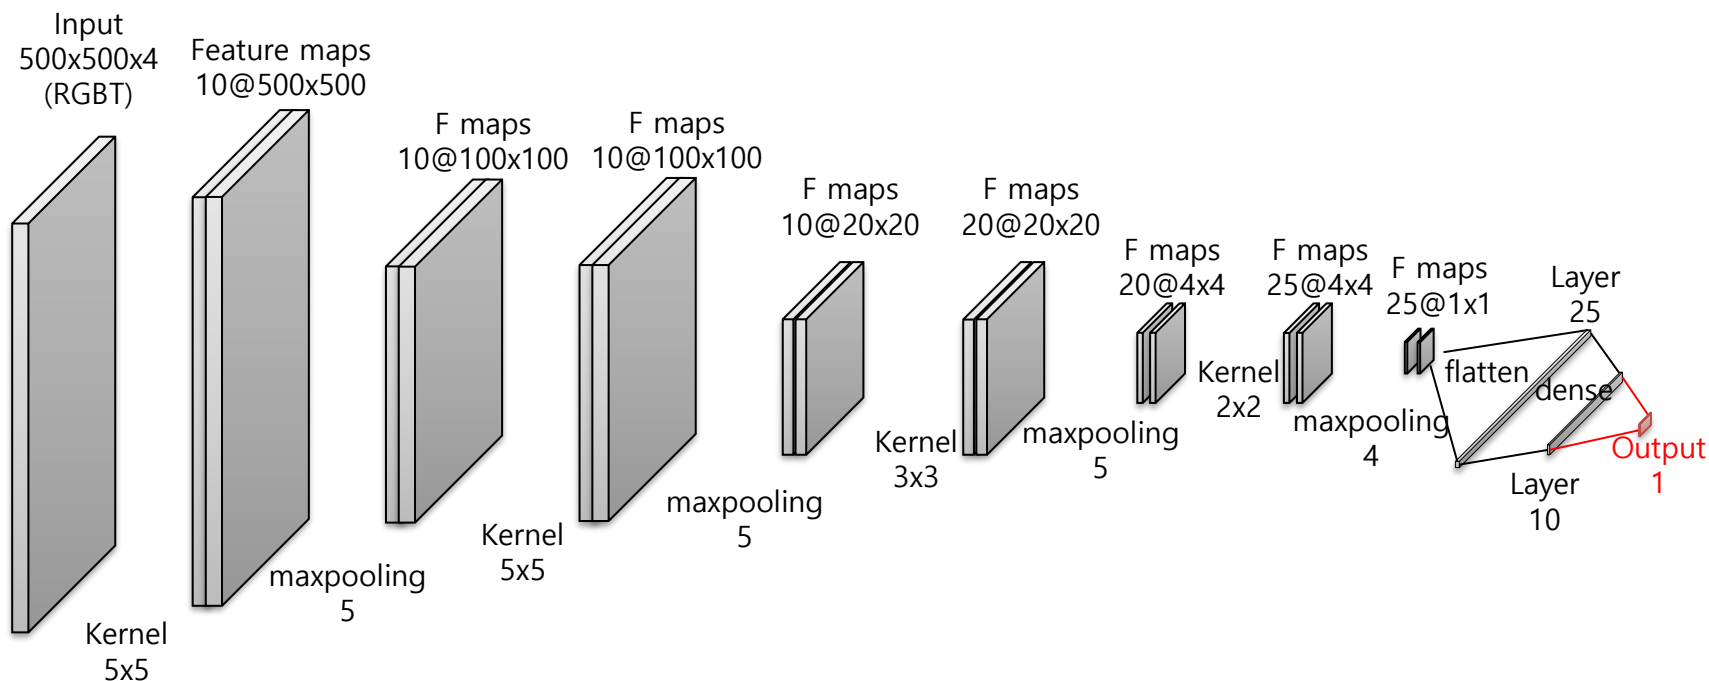 Input
500x500x4
(RGBT)
Feature maps
10@500x500
F maps
10@100x100
F maps
10@100x100
F maps
10@20x20
F maps
20@20x20
F maps
20@4x4
F maps
25@4x4
F maps
25@1x1
Layer
25
Kernel
5x5
maxpooling
5
Kernel
5x5
maxpooling
5
Kernel
3x3
maxpooling
5
Kernel
2x2
maxpooling
4
flatten
dense
Layer
10
Output
1